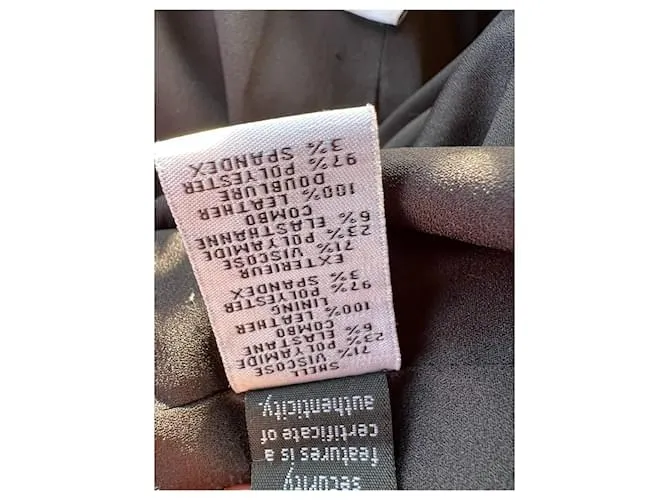 security
features is a
certificate of
authenticity.
SHELL
71% VISCOSE
23% POLYAMIDE
6% ELASTANE
COMBO
100% LEATHER
LINING
97% POLYESTER
3% SPANDEX
EXTERIEUR
71% VISCOSE
23% POLYAMIDE
6% ELASTHANNE
COMBO
100% LEATHER
DOUBLURE
97% POLYESTER
3% SPANDEX